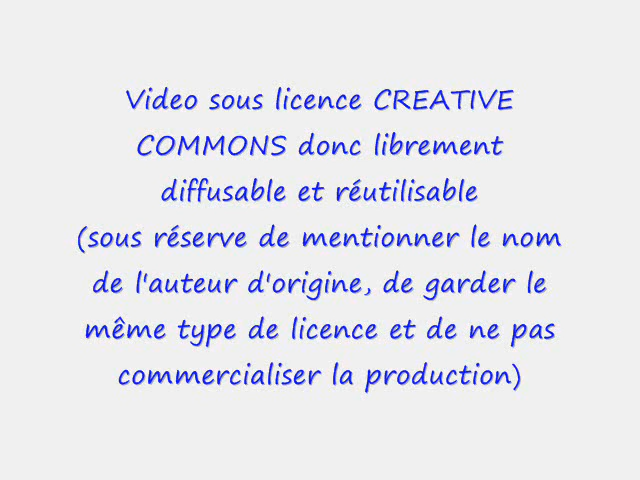 Video sous licence CREATIVE
COMMONS donc librement
diffusable et réutilisable
(sous réserve de mentionner le nom
de l'auteur d'origine, de garder le
même type de licence et de ne pas
commercialiser la production)